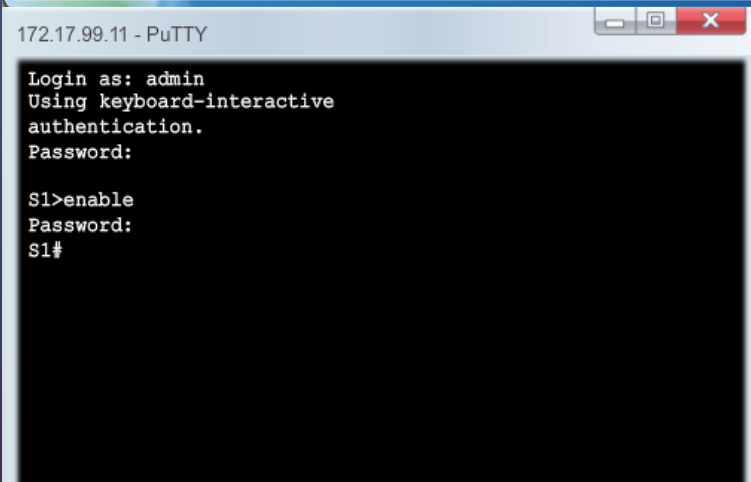 172.17.99.11 - PuTTY
Login as: admin
Using keyboard-interactive
authentication.
Password:
S1>enable
Password:
S1#